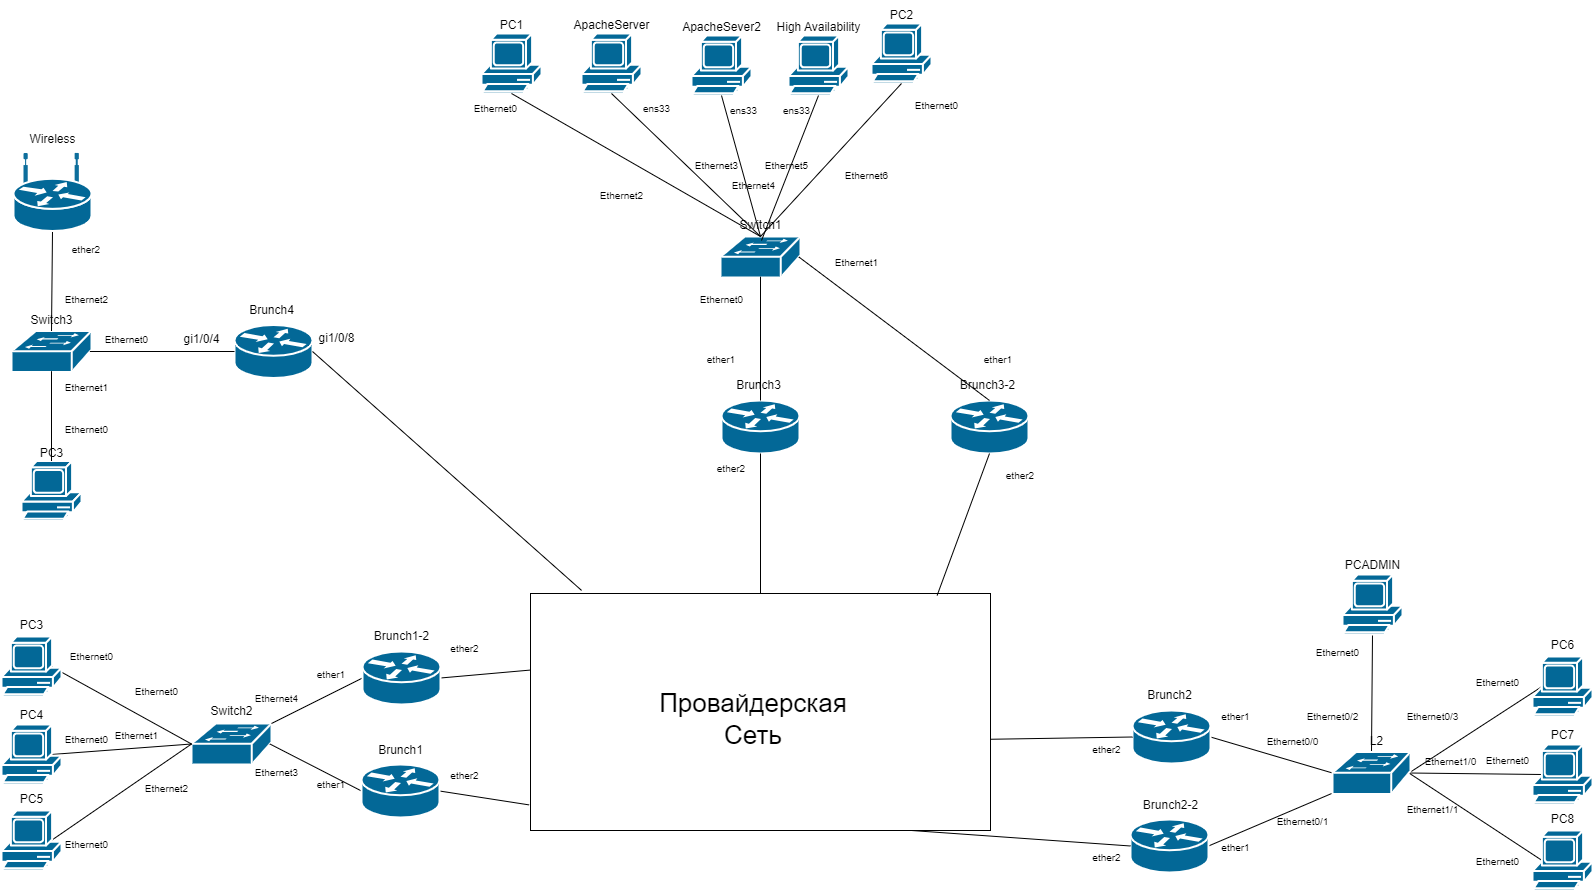 PC1
ApacheServer
ApacheSever2
High Availability
PC2
Ethernet0
ens33
ens33
ens33
Ethernet0
Wireless
Ethernet3
Ethernet5
Ethernet4
Ethernet6
Ethernet2
Switch1
ether2
Ethernet1
Ethernet2
Ethernet0
Brunch4
Switch3
Ethernet0
gi1/0/4
gi1/0/8
ether1
ether1
Ethernet1
Brunch3
Brunch3-2
Ethernet0
PC3
ether2
ether2
PCADMIN
PC3
Brunch1-2
ether2
Ethernet0
Ethernet0
PC6
ether1
Ethernet0
Ethernet0
Ethernet4
Провайдерская
Сеть
Brunch2
PC4
Switch2
ether1
Ethernet0/2
Ethernet0/3
Ethernet0
Ethernet1
Ethernet0/0
L2
PC7
Brunch1
ether2
ether2
Ethernet1/0
Ethernet0
Ethernet3
ether1
Ethernet2
PC5
Brunch2-2
Ethernet1/1
Ethernet0/1
PC8
Ethernet0
ether1
ether2
Ethernet0